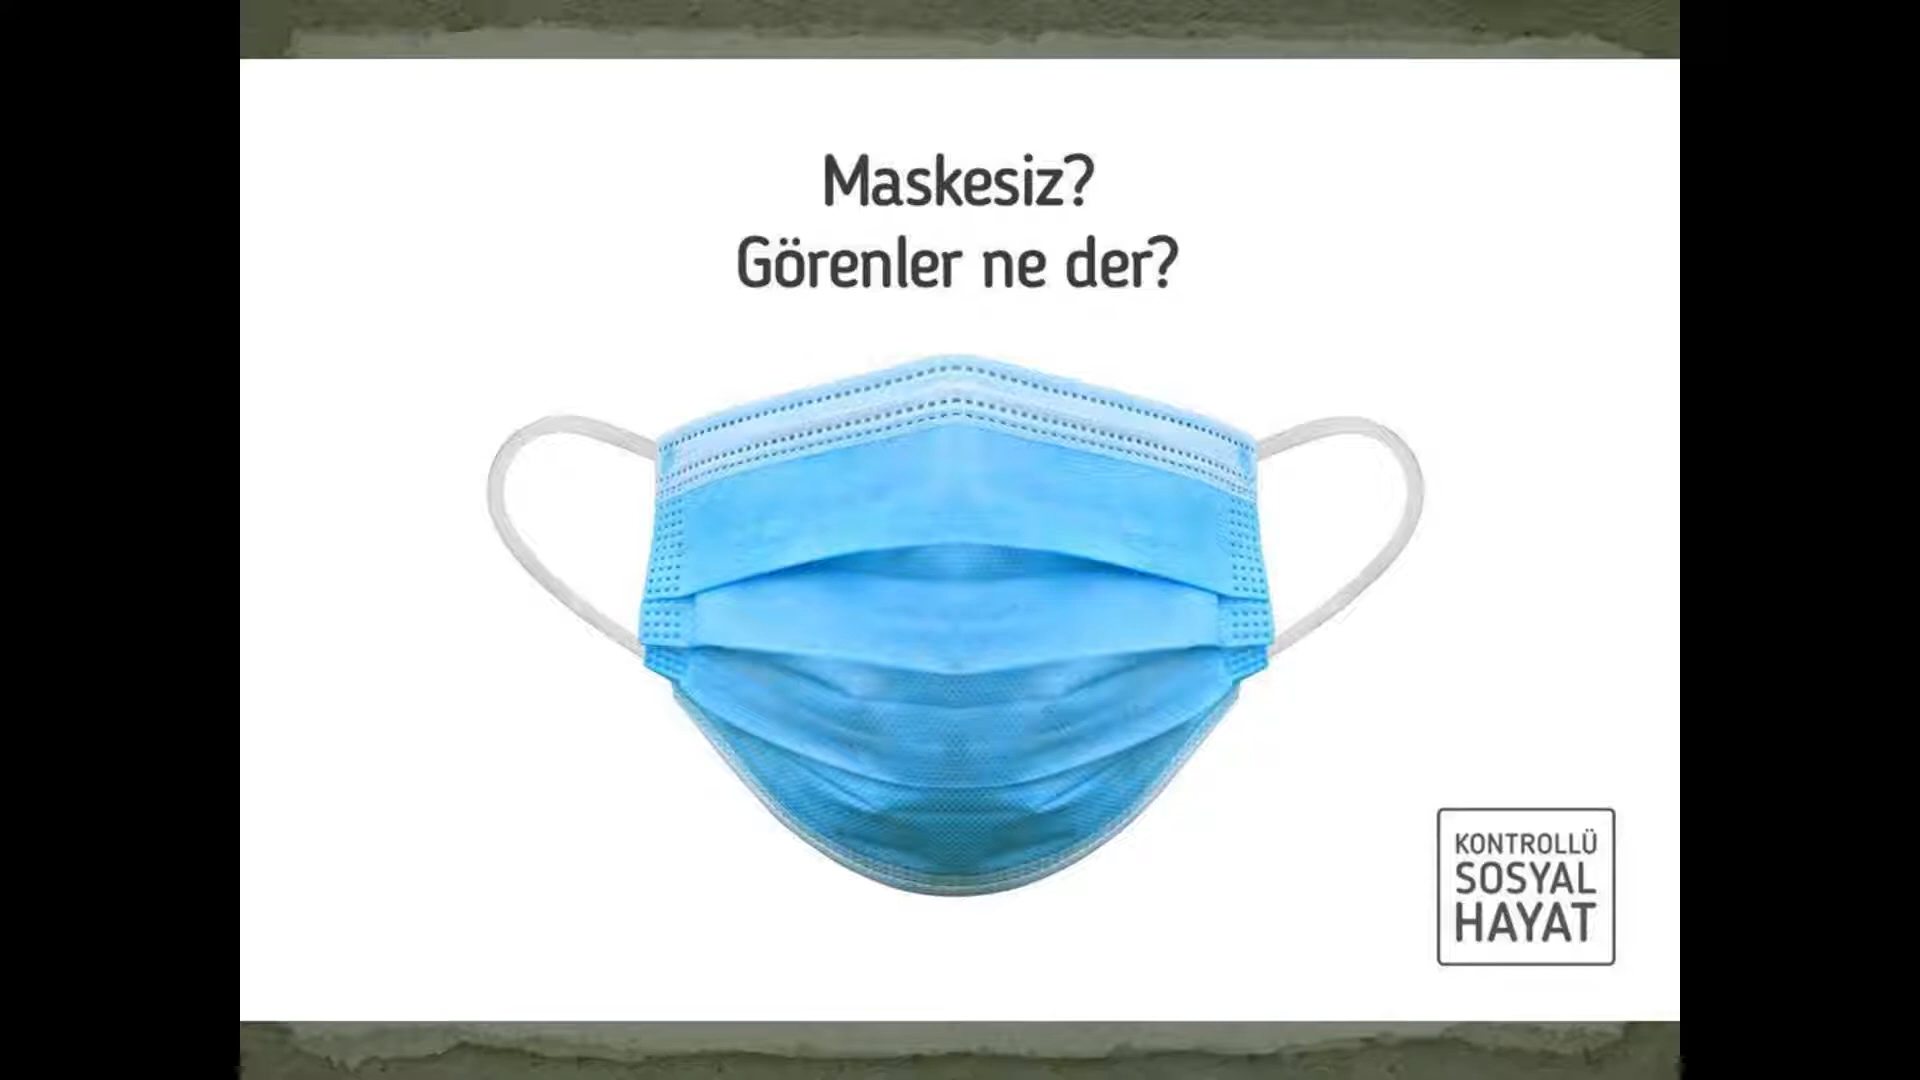 Maskesiz?
Görenler ne der?
KONTROLLÜ
SOSYAL
HAYAT